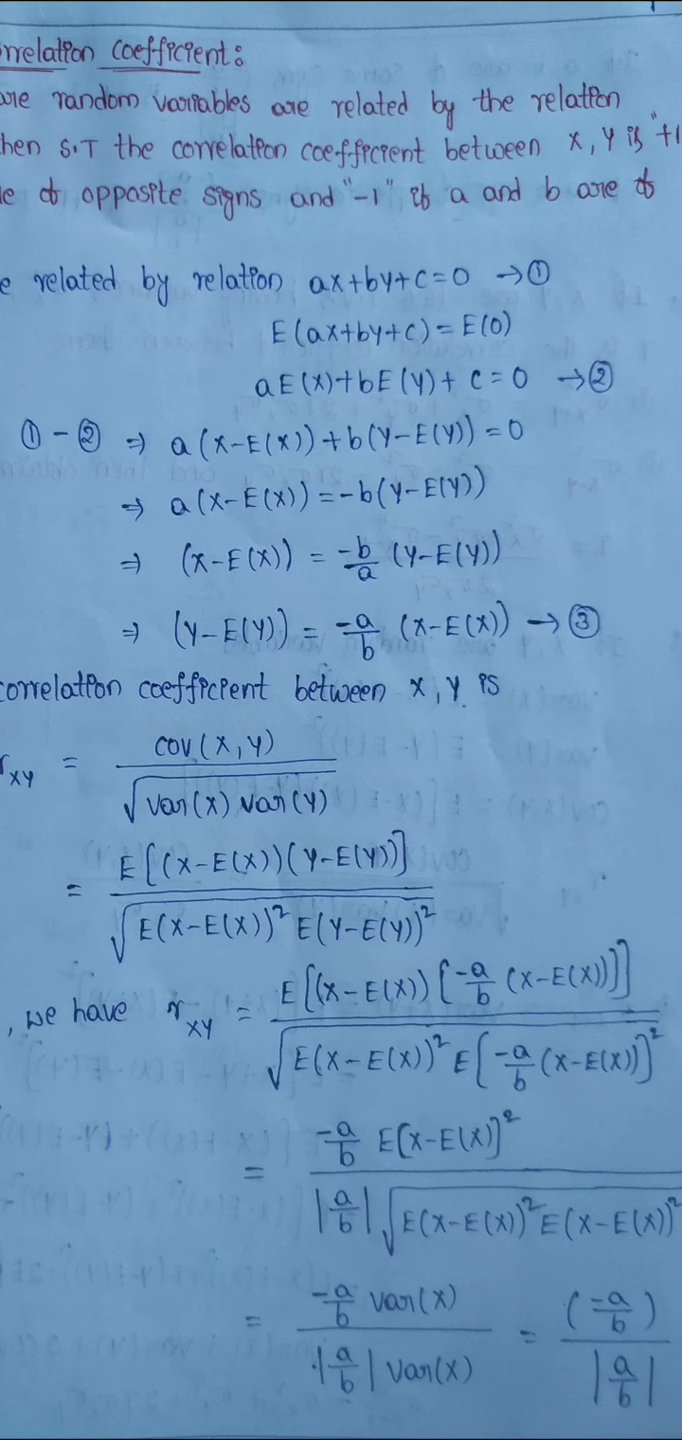 rrelation coefficient:
are random variables are related by the relation
hen S.T the correlation coefficient between X, Y is "+1
e of opposite signs and "-1" if a and b are of
e related by relation ax+by+c=0 →①
E(ax+by+c)=E(0)
aE(X)+bE(Y)+ c=0 →②
①-② ⇒ a(X-E(X))+b(Y-E(Y))=0
⇒ a(X-E(X))=-b(Y-E(Y))
⇒ (X-E(X)) = -b/a (Y-E(Y))
⇒ (Y-E(Y)) = -a/b (X-E(X)) → ③
correlation coefficient between X, Y is
r_XY = cov(X,Y) / √(Var(X) Var(Y))
= E[(X-E(X))(Y-E(Y))] / √(E(X-E(X))² E(Y-E(Y))²)
, we have r_XY = E[(X-E(X))[-a/b (X-E(X))]] / √(E(X-E(X))² E[-a/b (X-E(X))]²)
= -a/b E[X-E(X)]² / |a/b| √(E(X-E(X))² E(X-E(X))²)
= -a/b Var(X) / |a/b| Var(X) = (-a/b) / |a/b|